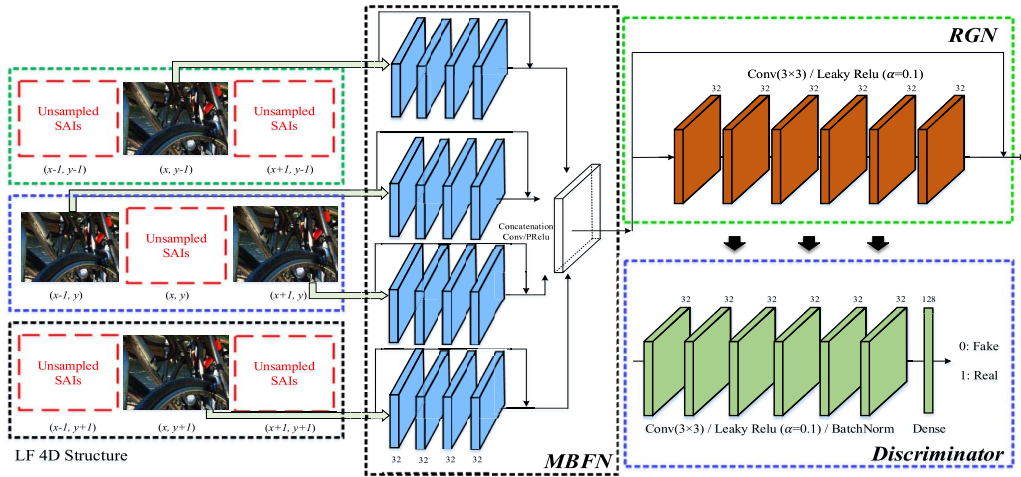 Unsampled
SAIs
Unsampled
SAIs
(x-1, y-1)
(x, y-1)
(x+1, y-1)
Unsampled
SAIs
(x-1, y)
(x, y)
(x+1, y)
Unsampled
SAIs
Unsampled
SAIs
(x-1, y+1)
(x, y+1)
(x+1, y+1)
LF 4D Structure
Concatenation
Conv/PRelu
32 32 32 32
MBFN
RGN
Conv(3×3) / Leaky Relu (α=0.1)
32 32 32 32 32 32
32 32 32 32 32 32 128
0: Fake
1: Real
Conv(3×3) / Leaky Relu (α=0.1) / BatchNorm
Dense
Discriminator